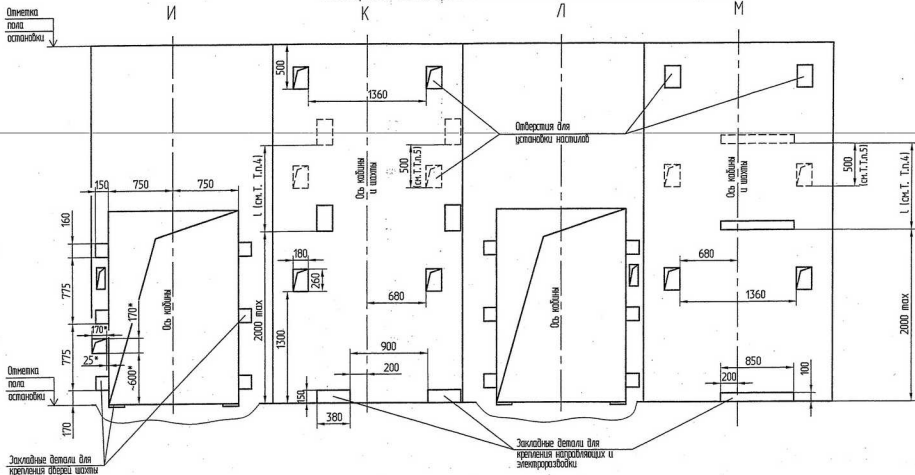 И К Л М
Отметка
пола
остановки
500
1360
Отверстия для
установки настилов
150 750 750
160
775
775
170
170*
25*
170*
~600*
Ось кабины
l (см. Т. Т.п.4)
2000 max
180
260
1300
Ось кабины
и шахты
500
(см.Т. Т.п.5)
680
900
200
150
380
Ось кабины
Ось кабины
и шахты
500
(см.Т. Т.п.5)
l (см. Т. Т.п.4)
680
1360
2000 max
850
200
100
Отметка
пола
остановки
Закладные детали для
крепления дверей шахты
Закладные детали для
крепления направляющих и
электроразводки